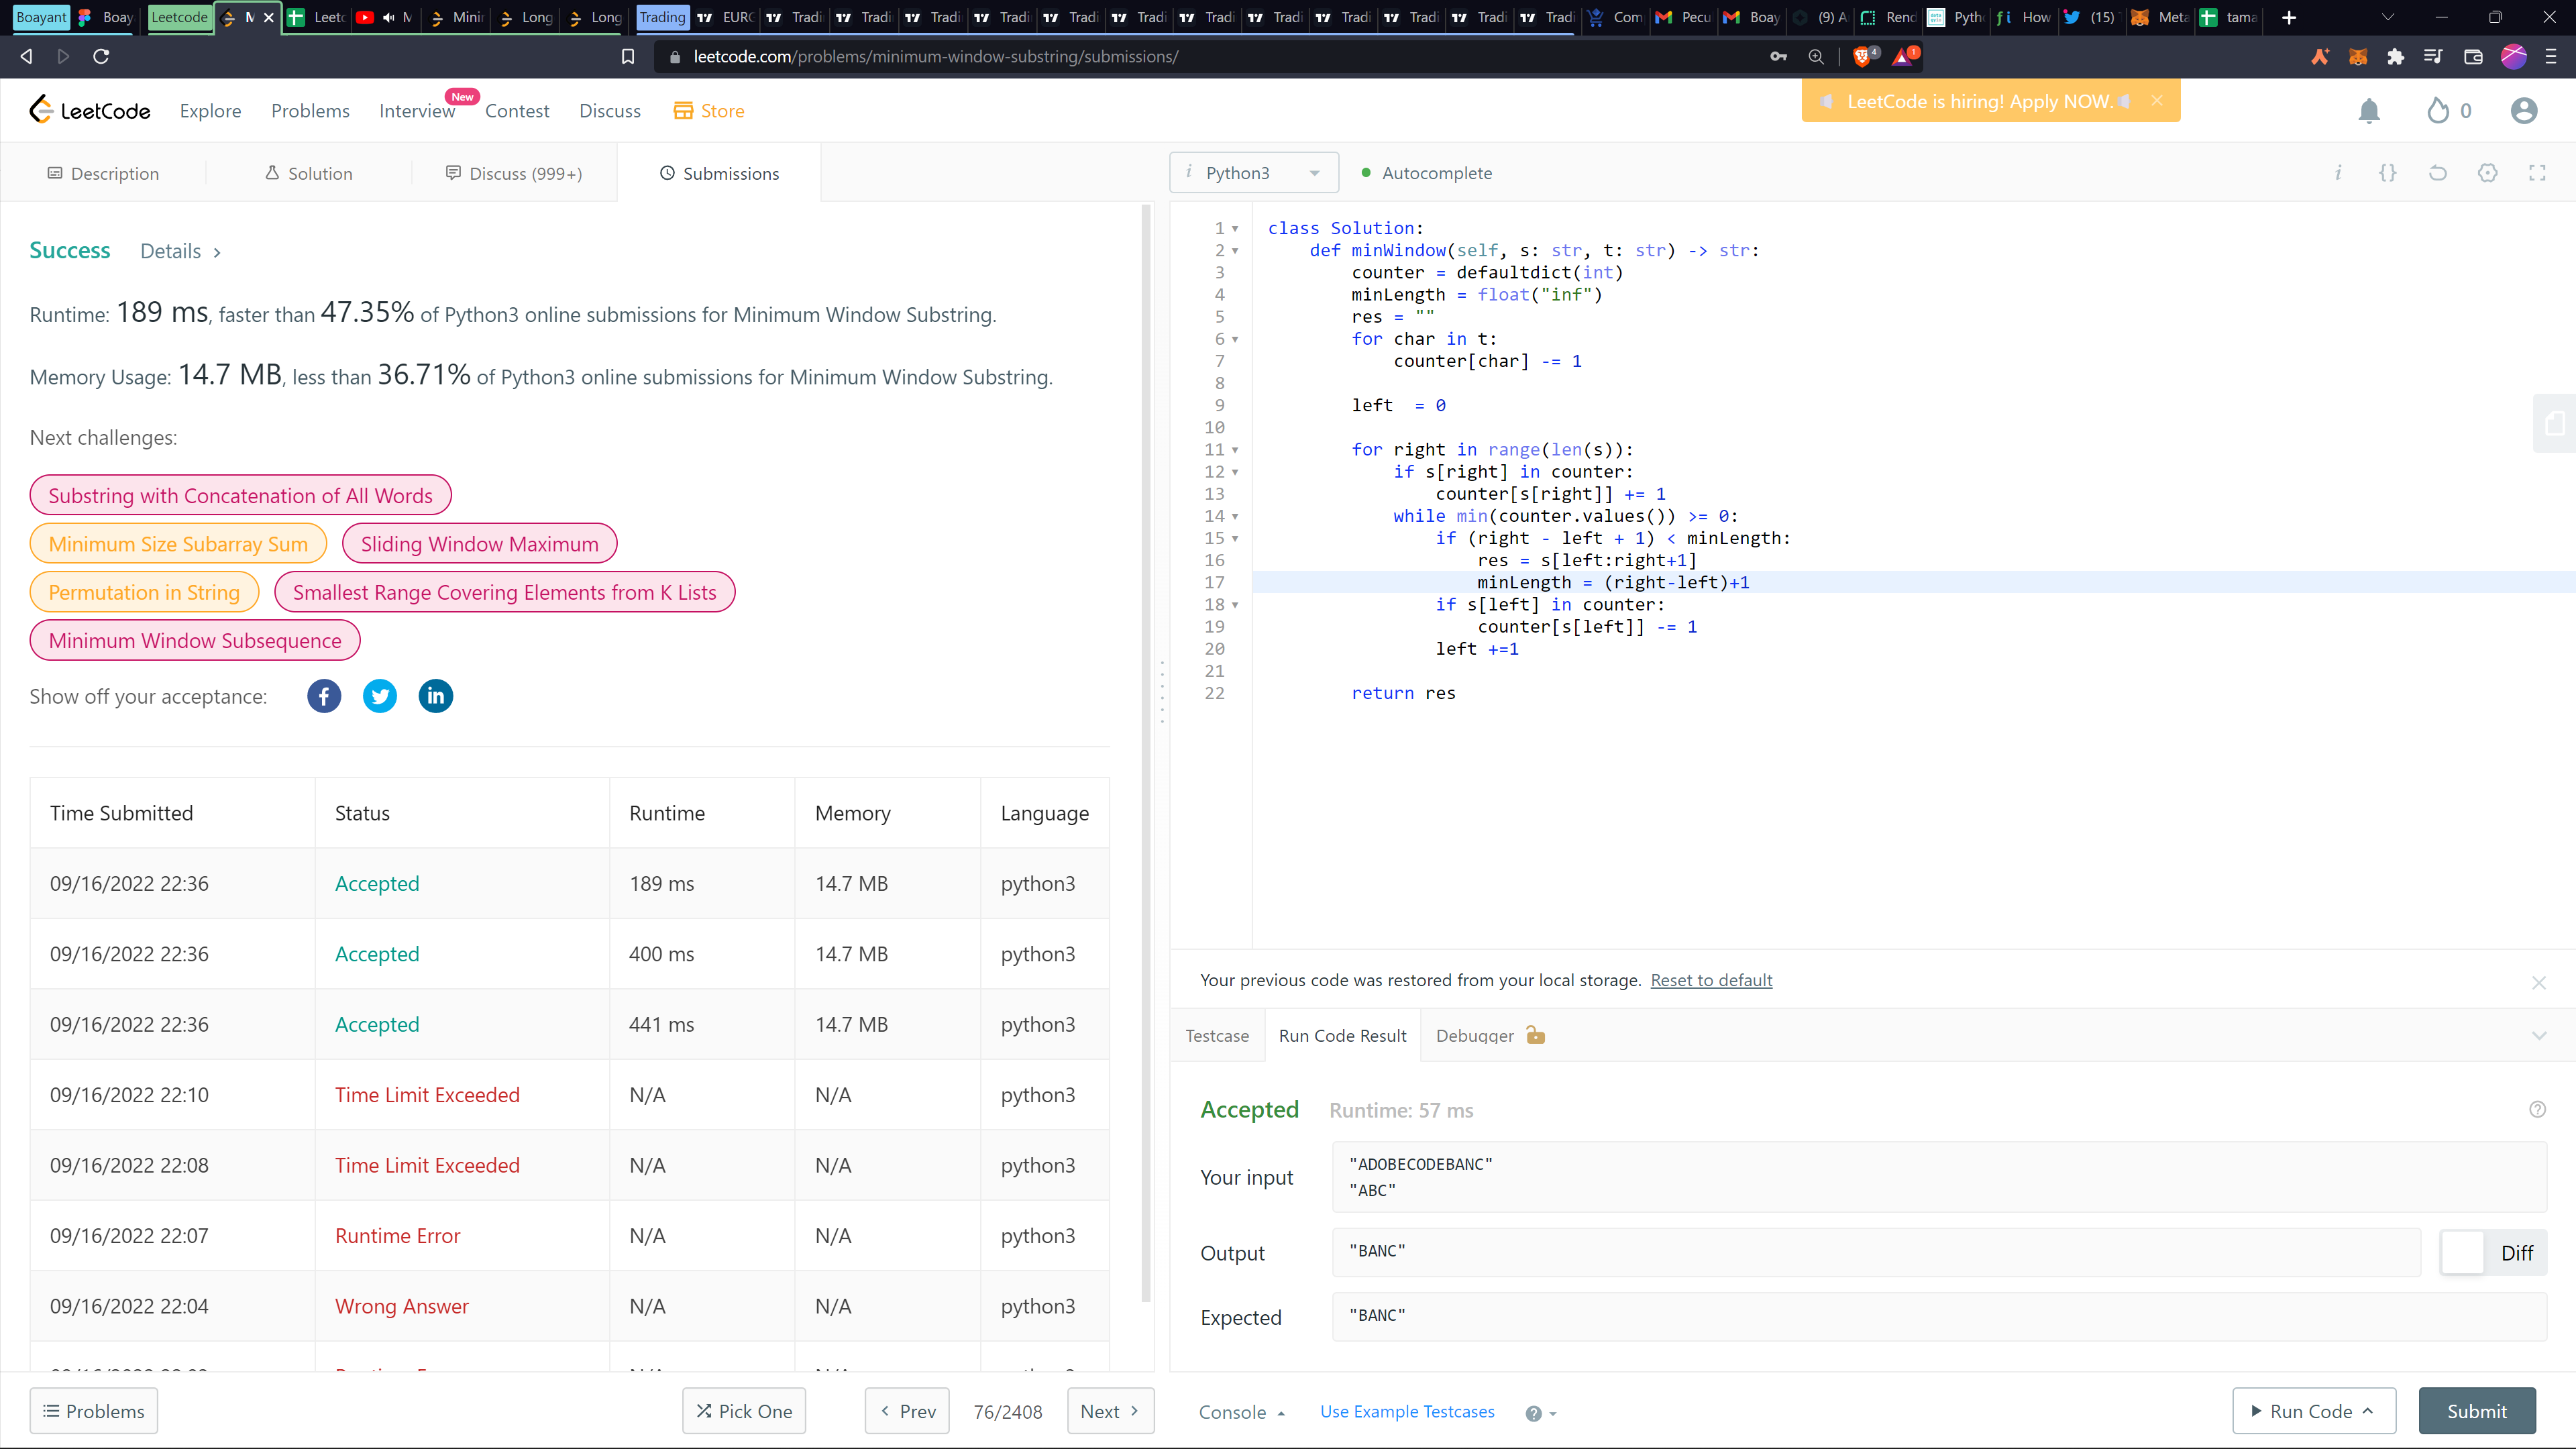 Boayant Boay Leetcode Leetc Minin Long Long Trading EURC Tradi Tradi Tradi Tradi Tradi Tradi Tradi Tradi Tradi Tradi Tradi Tradi Com Pecu Boay (9) A Rend Pyth How (15) Meta tama
leetcode.com/problems/minimum-window-substring/submissions/ 4 1
LeetCode Explore Problems Interview New Contest Discuss Store LeetCode is hiring! Apply NOW. 0
Description Solution Discuss (999+) Submissions
Success Details
Runtime: 189 ms, faster than 47.35% of Python3 online submissions for Minimum Window Substring.
Memory Usage: 14.7 MB, less than 36.71% of Python3 online submissions for Minimum Window Substring.
Next challenges:
Substring with Concatenation of All Words
Minimum Size Subarray Sum Sliding Window Maximum
Permutation in String Smallest Range Covering Elements from K Lists
Minimum Window Subsequence
Show off your acceptance:
Time Submitted Status Runtime Memory Language
09/16/2022 22:36 Accepted 189 ms 14.7 MB python3
09/16/2022 22:36 Accepted 400 ms 14.7 MB python3
09/16/2022 22:36 Accepted 441 ms 14.7 MB python3
09/16/2022 22:10 Time Limit Exceeded N/A N/A python3
09/16/2022 22:08 Time Limit Exceeded N/A N/A python3
09/16/2022 22:07 Runtime Error N/A N/A python3
09/16/2022 22:04 Wrong Answer N/A N/A python3
Problems Pick One Prev 76/2408 Next
Python3 Autocomplete
1 class Solution:
2 def minWindow(self, s: str, t: str) -> str:
3 counter = defaultdict(int)
4 minLength = float("inf")
5 res = ""
6 for char in t:
7 counter[char] -= 1
8
9 left = 0
10
11 for right in range(len(s)):
12 if s[right] in counter:
13 counter[s[right]] += 1
14 while min(counter.values()) >= 0:
15 if (right - left + 1) < minLength:
16 res = s[left:right+1]
17 minLength = (right-left)+1
18 if s[left] in counter:
19 counter[s[left]] -= 1
20 left +=1
21
22 return res
Your previous code was restored from your local storage. Reset to default
Testcase Run Code Result Debugger
Accepted Runtime: 57 ms
Your input "ADOBECODEBANC"
"ABC"
Output "BANC" Diff
Expected "BANC"
Console Use Example Testcases Run Code Submit